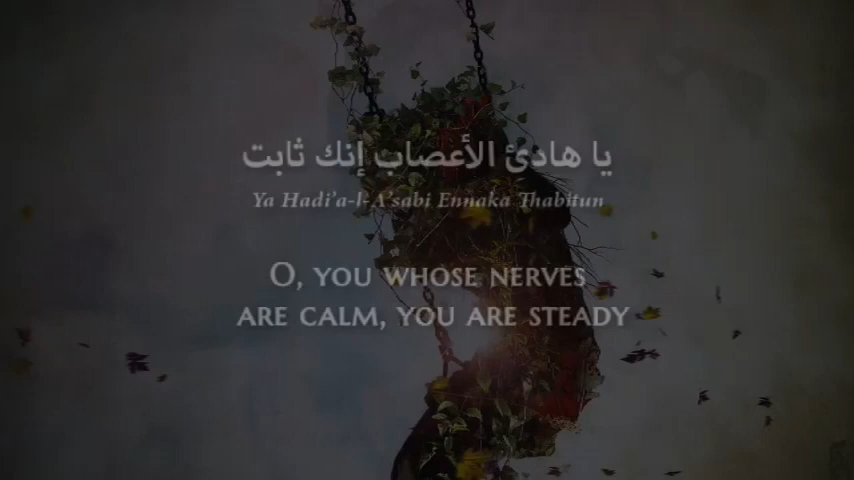 يا هادئ الأعصاب إنك ثابت
Ya Hadi’a-l-A’sabi Ennaka Thabitun
O, YOU WHOSE NERVES
ARE CALM, YOU ARE STEADY